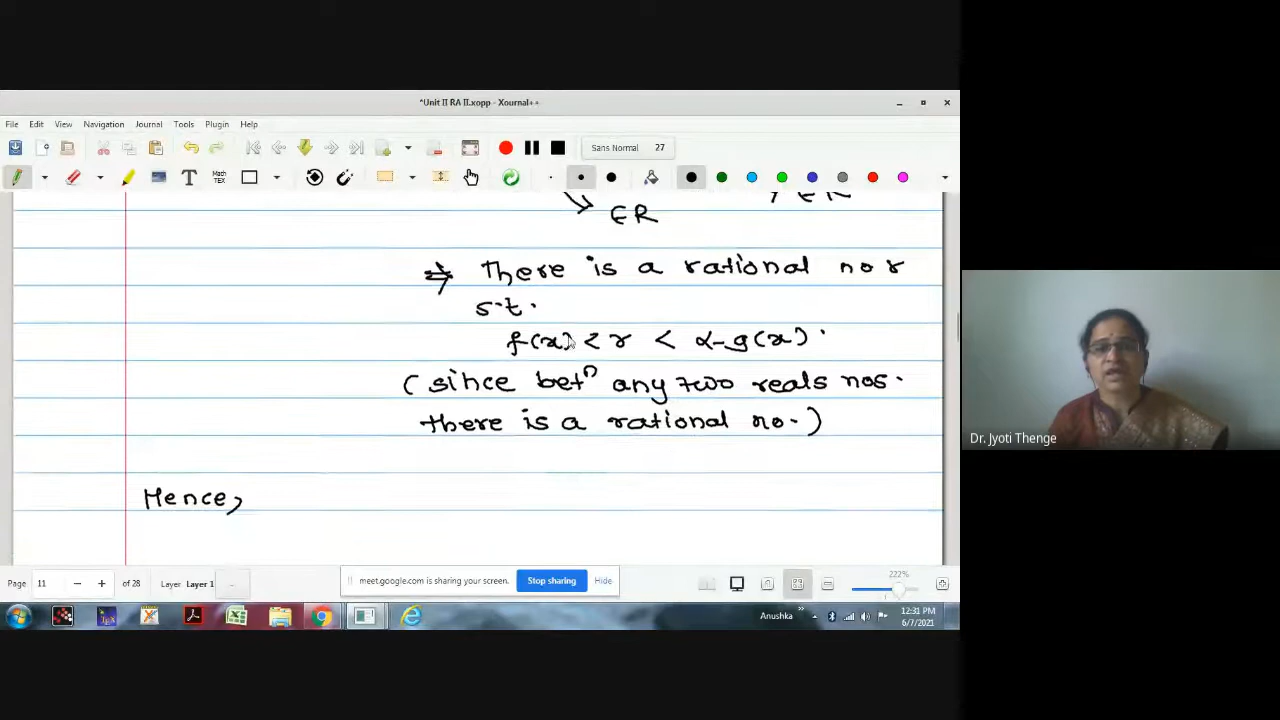 *Unit II RA II.xopp - Xournal++
File Edit View Navigation Journal Tools Plugin Help
Sans Normal 27
∈R ∈R
⇒ There is a rational no r
s.t.
f(x) < r < α-g(x).
(since betⁿ any two reals nos.
there is a rational no.)
Hence,
Dr. Jyoti Thenge
Page 11 of 28 Layer Layer 1
meet.google.com is sharing your screen. Stop sharing Hide
222%
Anushka
12:31 PM
6/7/2021